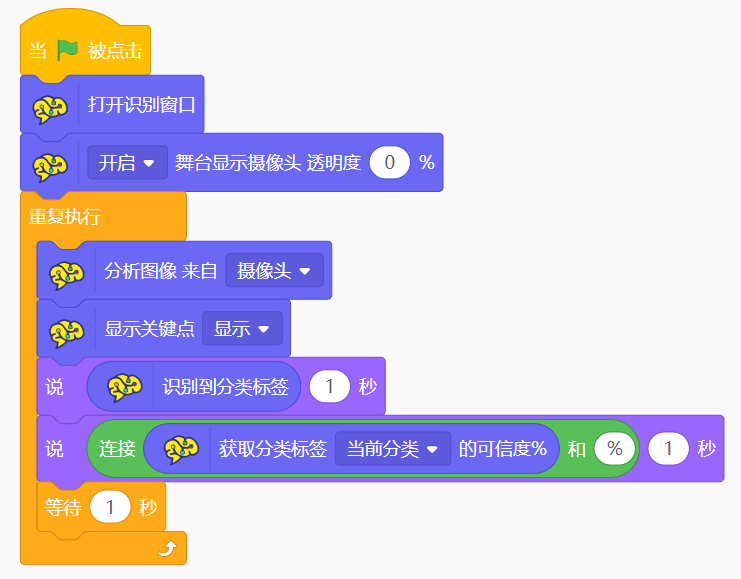 当 被点击
打开识别窗口
开启 舞台显示摄像头 透明度 0 %
重复执行
分析图像 来自 摄像头
显示关键点 显示
说 识别到分类标签 1 秒
说 连接 获取分类标签 当前分类 的可信度% 和 % 1 秒
等待 1 秒